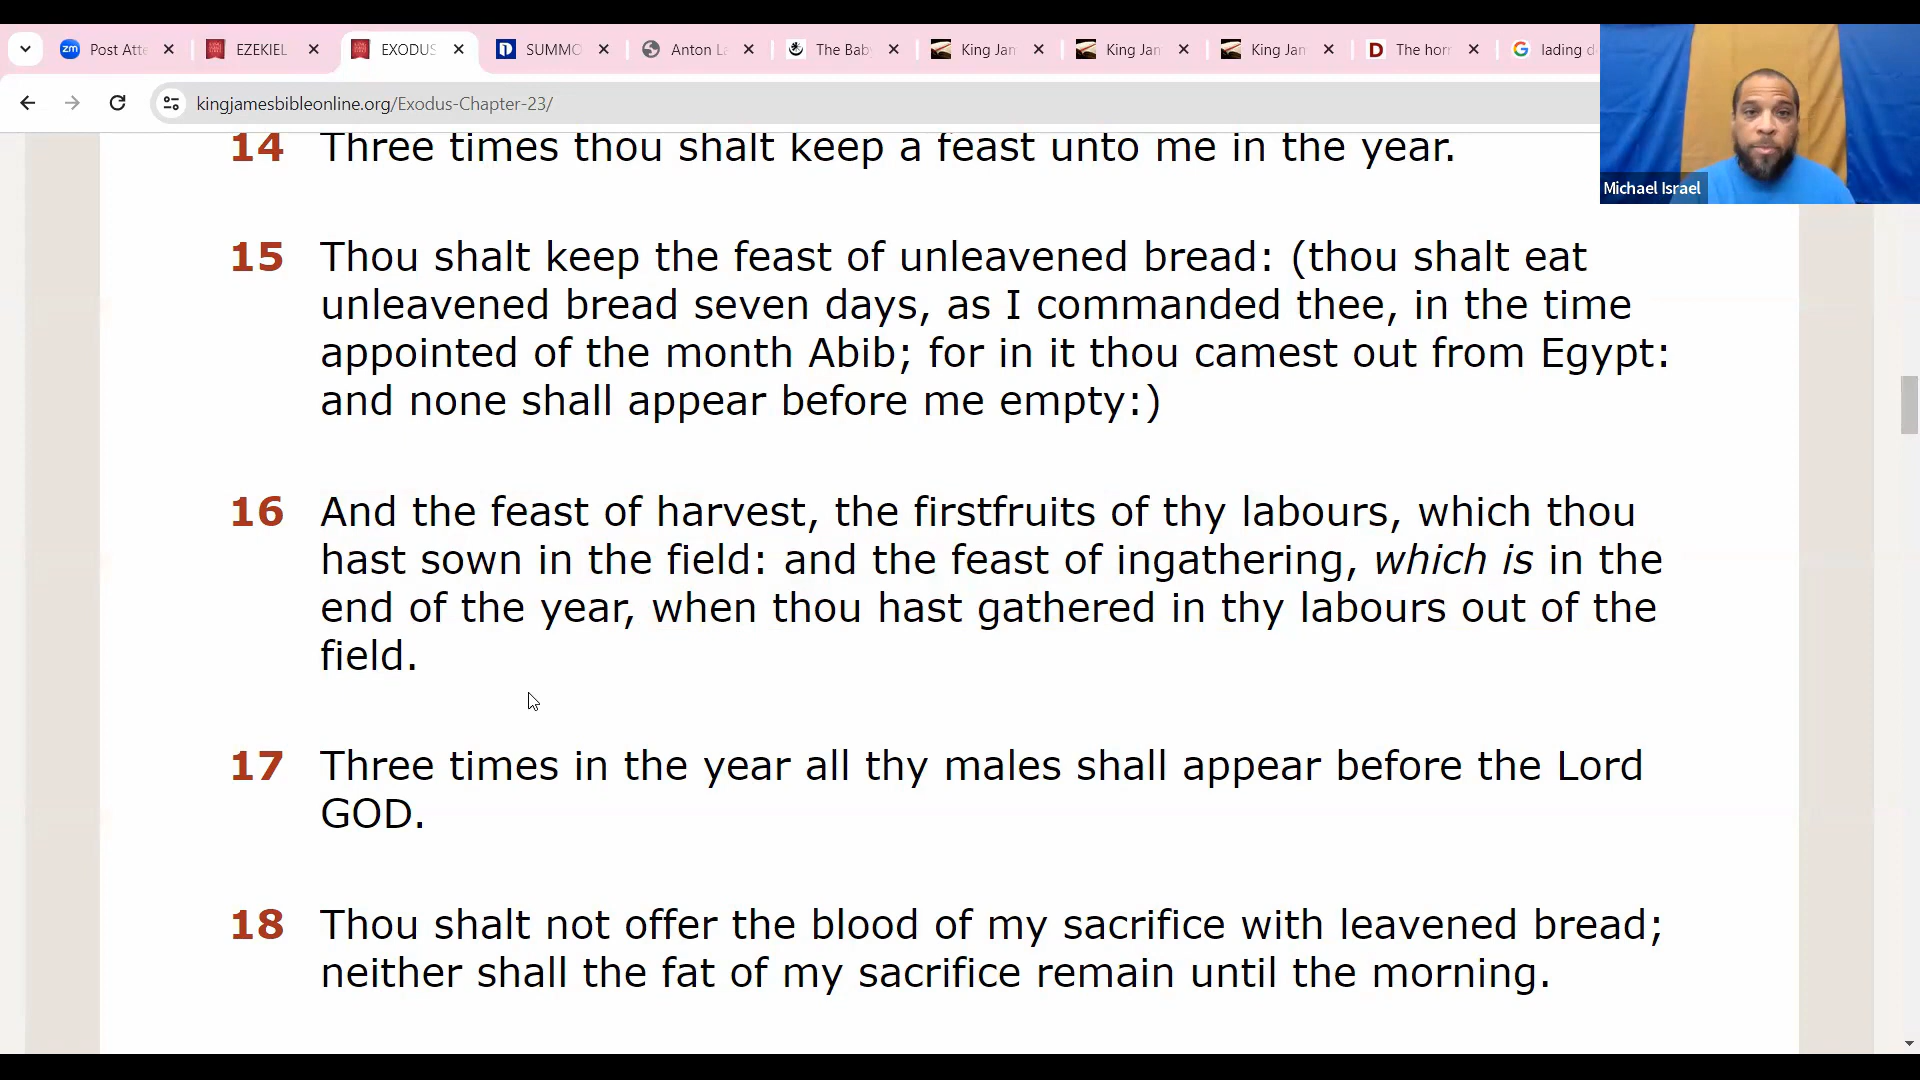 zm Post Atte EZEKIEL EXODUS SUMMO Anton L The Bab King Jam King Jam King Jam The horr lading d
kingjamesbibleonline.org/Exodus-Chapter-23/
Michael Israel
14 Three times thou shalt keep a feast unto me in the year.
15 Thou shalt keep the feast of unleavened bread: (thou shalt eat
unleavened bread seven days, as I commanded thee, in the time
appointed of the month Abib; for in it thou camest out from Egypt:
and none shall appear before me empty:)
16 And the feast of harvest, the firstfruits of thy labours, which thou
hast sown in the field: and the feast of ingathering, which is in the
end of the year, when thou hast gathered in thy labours out of the
field.
17 Three times in the year all thy males shall appear before the Lord
GOD.
18 Thou shalt not offer the blood of my sacrifice with leavened bread;
neither shall the fat of my sacrifice remain until the morning.